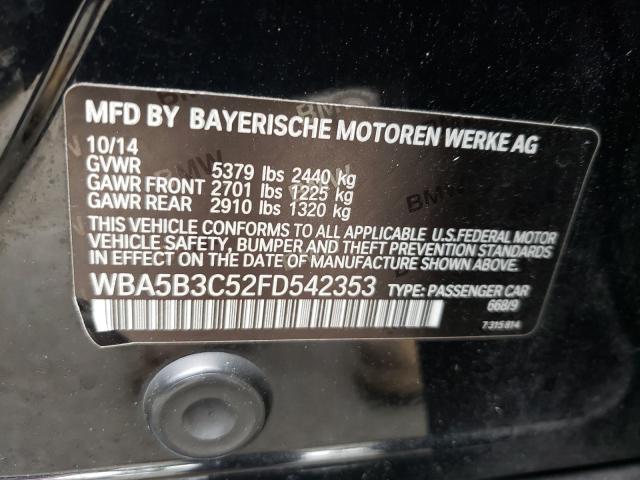 MFD BY BAYERISCHE MOTOREN WERKE AG
10/14
GVWR 5379 lbs 2440 kg
GAWR FRONT 2701 lbs 1225 kg
GAWR REAR 2910 lbs 1320 kg
THIS VEHICLE CONFORMS TO ALL APPLICABLE U.S.FEDERAL MOTOR
VEHICLE SAFETY, BUMPER AND THEFT PREVENTION STANDARDS
IN EFFECT ON THE DATE OF MANUFACTURE SHOWN ABOVE.
WBA5B3C52FD542353 TYPE: PASSENGER CAR
668/9
7 315 814